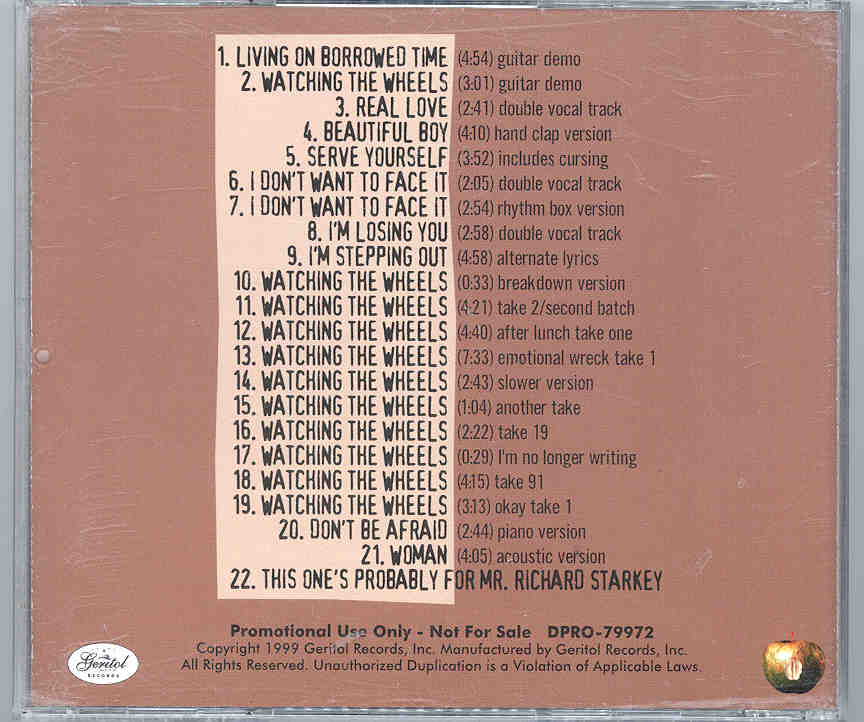 1. LIVING ON BORROWED TIME (4:54) guitar demo
2. WATCHING THE WHEELS (3:01) guitar demo
3. REAL LOVE (2:41) double vocal track
4. BEAUTIFUL BOY (4:10) hand clap version
5. SERVE YOURSELF (3:52) includes cursing
6. I DON'T WANT TO FACE IT (2:05) double vocal track
7. I DON'T WANT TO FACE IT (2:54) rhythm box version
8. I'M LOSING YOU (2:58) double vocal track
9. I'M STEPPING OUT (4:58) alternate lyrics
10. WATCHING THE WHEELS (0:33) breakdown version
11. WATCHING THE WHEELS (4:21) take 2/second batch
12. WATCHING THE WHEELS (4:40) after lunch take one
13. WATCHING THE WHEELS (7:33) emotional wreck take 1
14. WATCHING THE WHEELS (2:43) slower version
15. WATCHING THE WHEELS (1:04) another take
16. WATCHING THE WHEELS (2:22) take 19
17. WATCHING THE WHEELS (0:29) I'm no longer writing
18. WATCHING THE WHEELS (4:15) take 91
19. WATCHING THE WHEELS (3:13) okay take 1
20. DON'T BE AFRAID (2:44) piano version
21. WOMAN (4:05) acoustic version
22. THIS ONE'S PROBABLY FOR MR. RICHARD STARKEY
Promotional Use Only - Not For Sale DPRO-79972
Copyright 1999 Geritol Records, Inc. Manufactured by Geritol Records, Inc.
All Rights Reserved. Unauthorized Duplication is a Violation of Applicable Laws.
Geritol
RECORDS